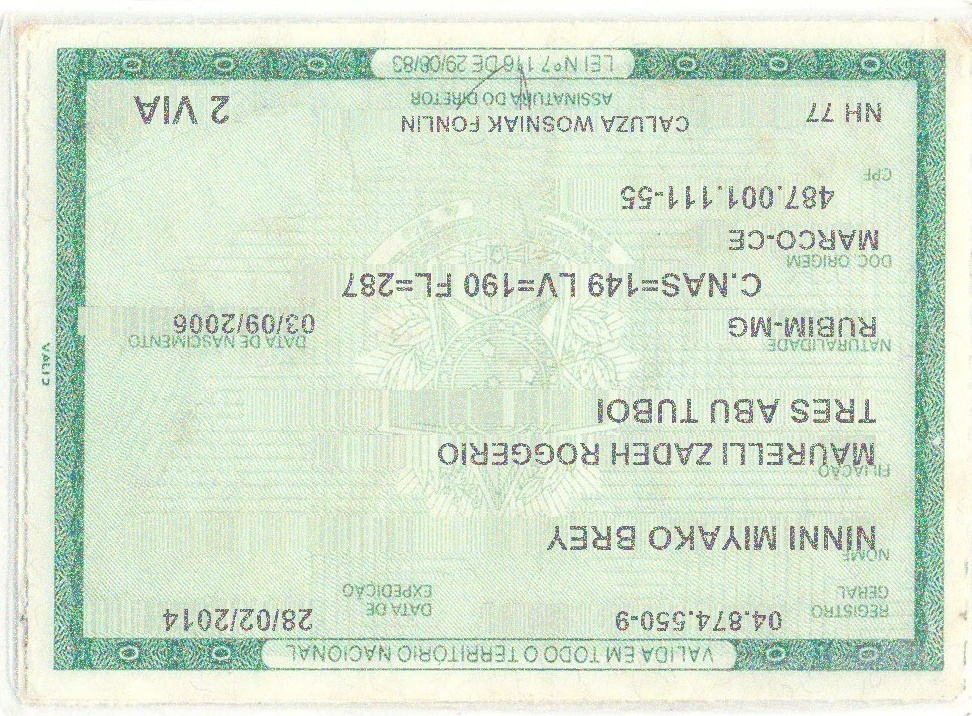 VALIDA EM TODO O TERRITORIO NACIONAL
REGISTRO GERAL 04.874.550-9 DATA DE EXPEDIÇÃO 28/02/2014
NOME
NINNI MIYAKO BREY
FILIAÇÃO
MAURELLI ZADEH ROGGERIO
TRES ABU TUBOI
NATURALIDADE DATA DE NASCIMENTO
RUBIM-MG 03/09/2006
C.NAS=149 LV=190 FL=287
DOC. ORIGEM
MARCO-CE
487.001.111-55
CPF
NH 77 CALUZA WOSNIAK FONLIN 2 VIA
ASSINATURA DO DIRETOR
LEI Nº 7.116 DE 29/08/83